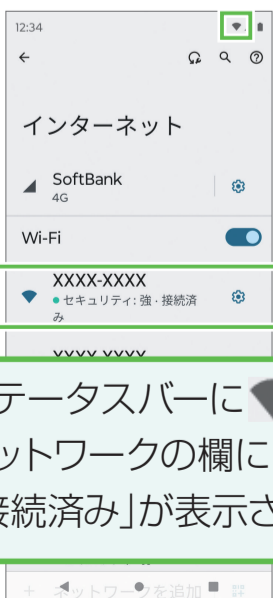 12:34
インターネット
SoftBank
4G
Wi-Fi
XXXX-XXXX
セキュリティ: 強・接続済
み
XXXX-XXXX
テータスバーに
ットワークの欄に
接続済み」が表示さ
+ ネットワークを追加